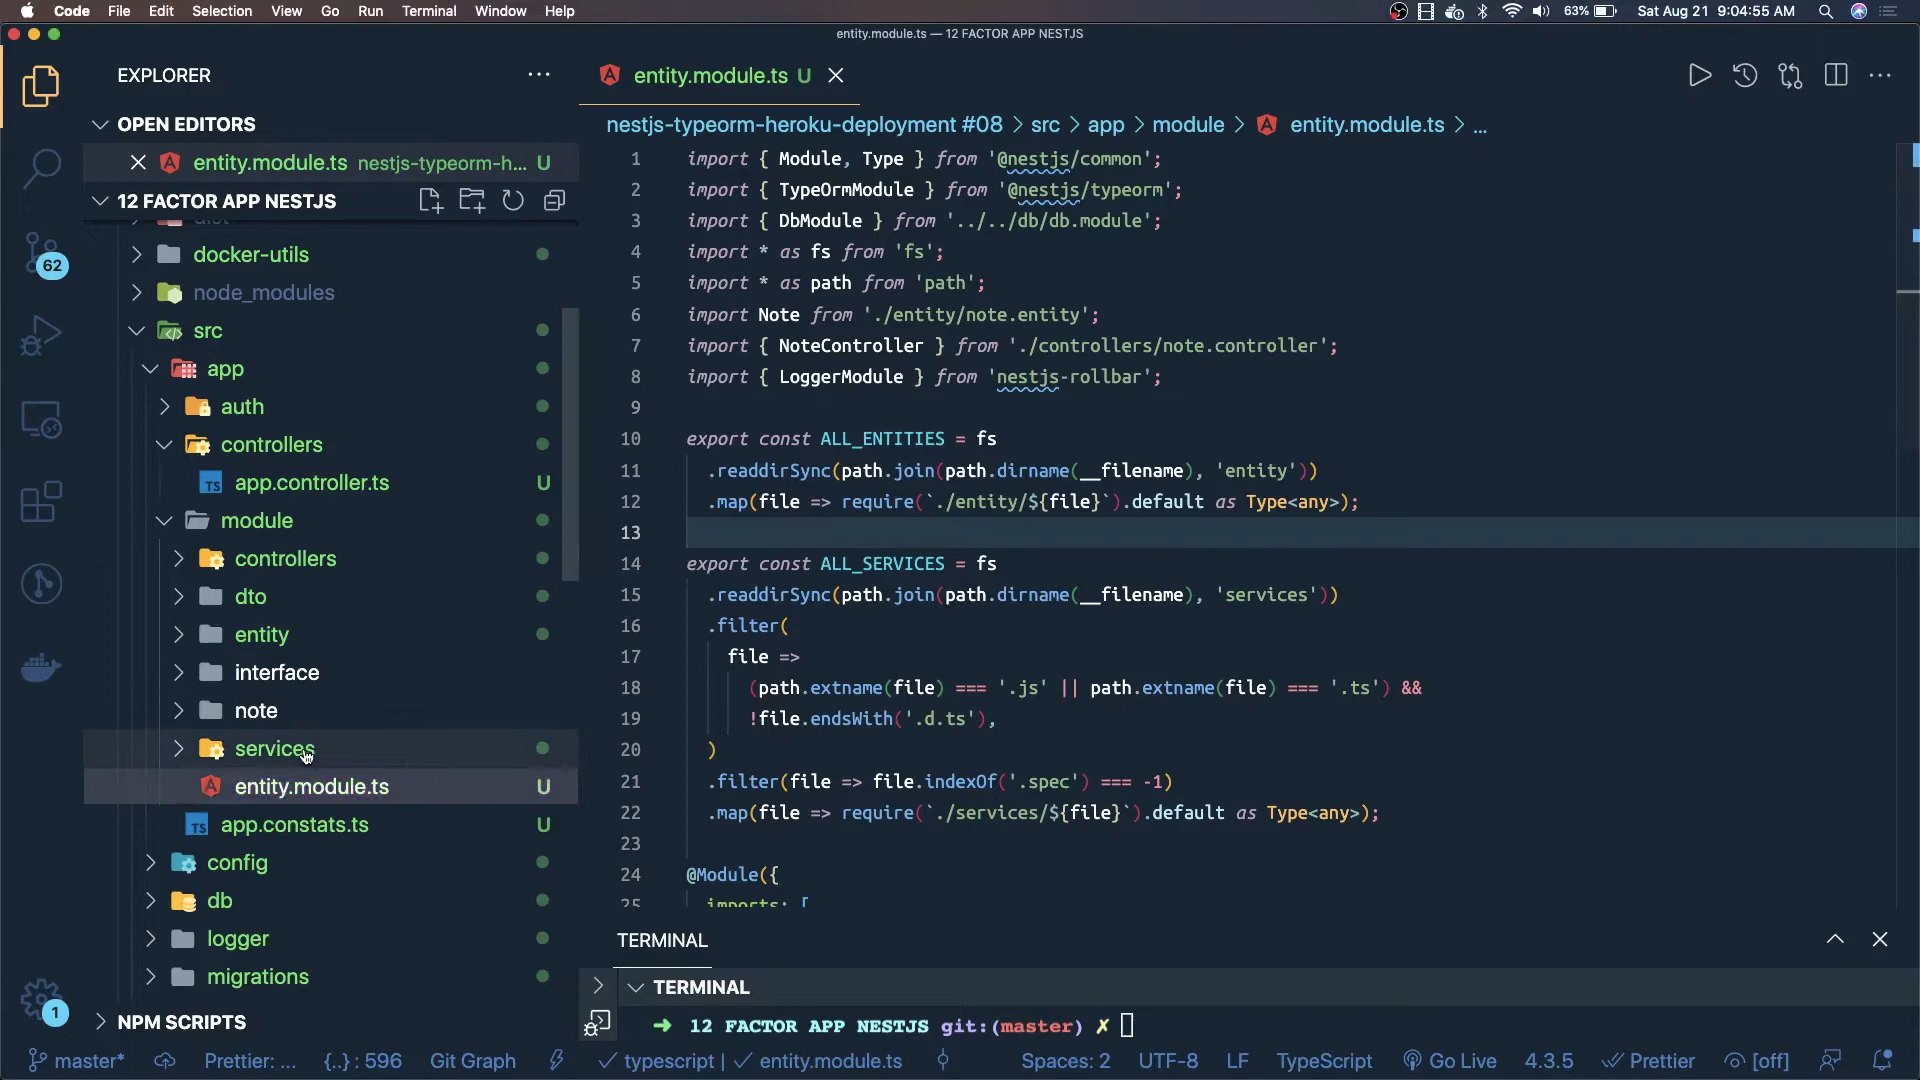 Code File Edit Selection View Go Run Terminal Window Help 63% Sat Aug 21 9:04:55 AM
entity.module.ts — 12 FACTOR APP NESTJS
EXPLORER
OPEN EDITORS
entity.module.ts nestjs-typeorm-h... U
12 FACTOR APP NESTJS
dist
docker-utils
node_modules
src
app
auth
controllers
app.controller.ts U
module
controllers
dto
entity
interface
note
services
entity.module.ts U
app.constats.ts U
config
db
logger
migrations
NPM SCRIPTS
62
1
entity.module.ts U
nestjs-typeorm-heroku-deployment #08 > src > app > module > entity.module.ts > ...
1 import { Module, Type } from '@nestjs/common';
2 import { TypeOrmModule } from '@nestjs/typeorm';
3 import { DbModule } from '../../db/db.module';
4 import * as fs from 'fs';
5 import * as path from 'path';
6 import Note from './entity/note.entity';
7 import { NoteController } from './controllers/note.controller';
8 import { LoggerModule } from 'nestjs-rollbar';
9
10 export const ALL_ENTITIES = fs
11 .readdirSync(path.join(path.dirname(__filename), 'entity'))
12 .map(file => require(`./entity/${file}`).default as Type<any>);
13
14 export const ALL_SERVICES = fs
15 .readdirSync(path.join(path.dirname(__filename), 'services'))
16 .filter(
17 file =>
18 (path.extname(file) === '.js' || path.extname(file) === '.ts') &&
19 !file.endsWith('.d.ts'),
20 )
21 .filter(file => file.indexOf('.spec') === -1)
22 .map(file => require(`./services/${file}`).default as Type<any>);
23
24 @Module({
25 imports: [
TERMINAL
TERMINAL
➜ 12 FACTOR APP NESTJS git:(master) ✗
master* Prettier: ... {..} : 596 Git Graph typescript | entity.module.ts Spaces: 2 UTF-8 LF TypeScript Go Live 4.3.5 Prettier [off]